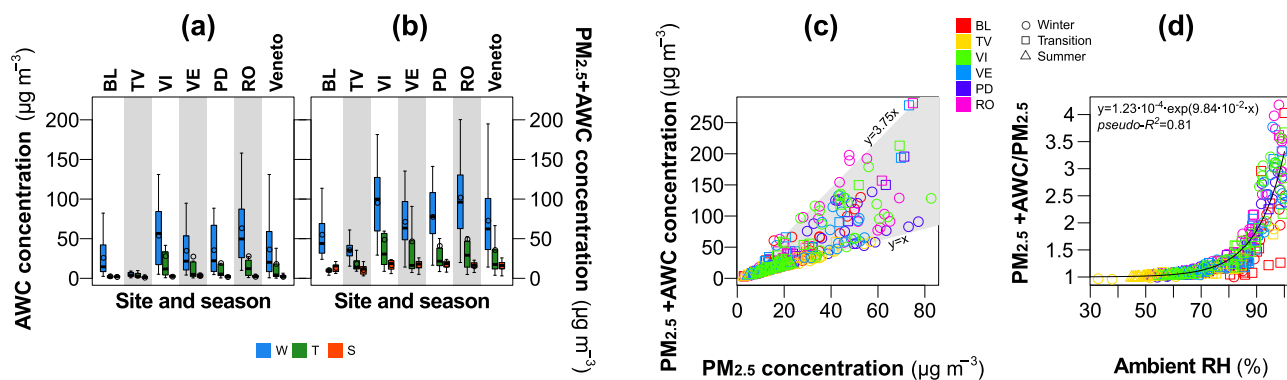 (a)
BL TV VI VE PD RO Veneto
AWC concentration (µg m⁻³)
200
150
100
50
0
Site and season
(b)
BL TV VI VE PD RO Veneto
PM2.5+AWC concentration (µg m⁻³)
200
150
100
50
0
Site and season
W T S
(c)
PM2.5 +AWC concentration (µg m⁻³)
250
200
150
100
50
0
y=3.75x
y=x
0 20 40 60 80
PM2.5 concentration (µg m⁻³)
BL
TV
VI
VE
PD
RO
Winter
Transition
Summer
(d)
PM2.5 +AWC/PM2.5
4
3.5
3
2.5
2
1.5
1
y=1.23·10⁻⁴·exp(9.84·10⁻²·x)
pseudo-R²=0.81
30 50 70 90
Ambient RH (%)